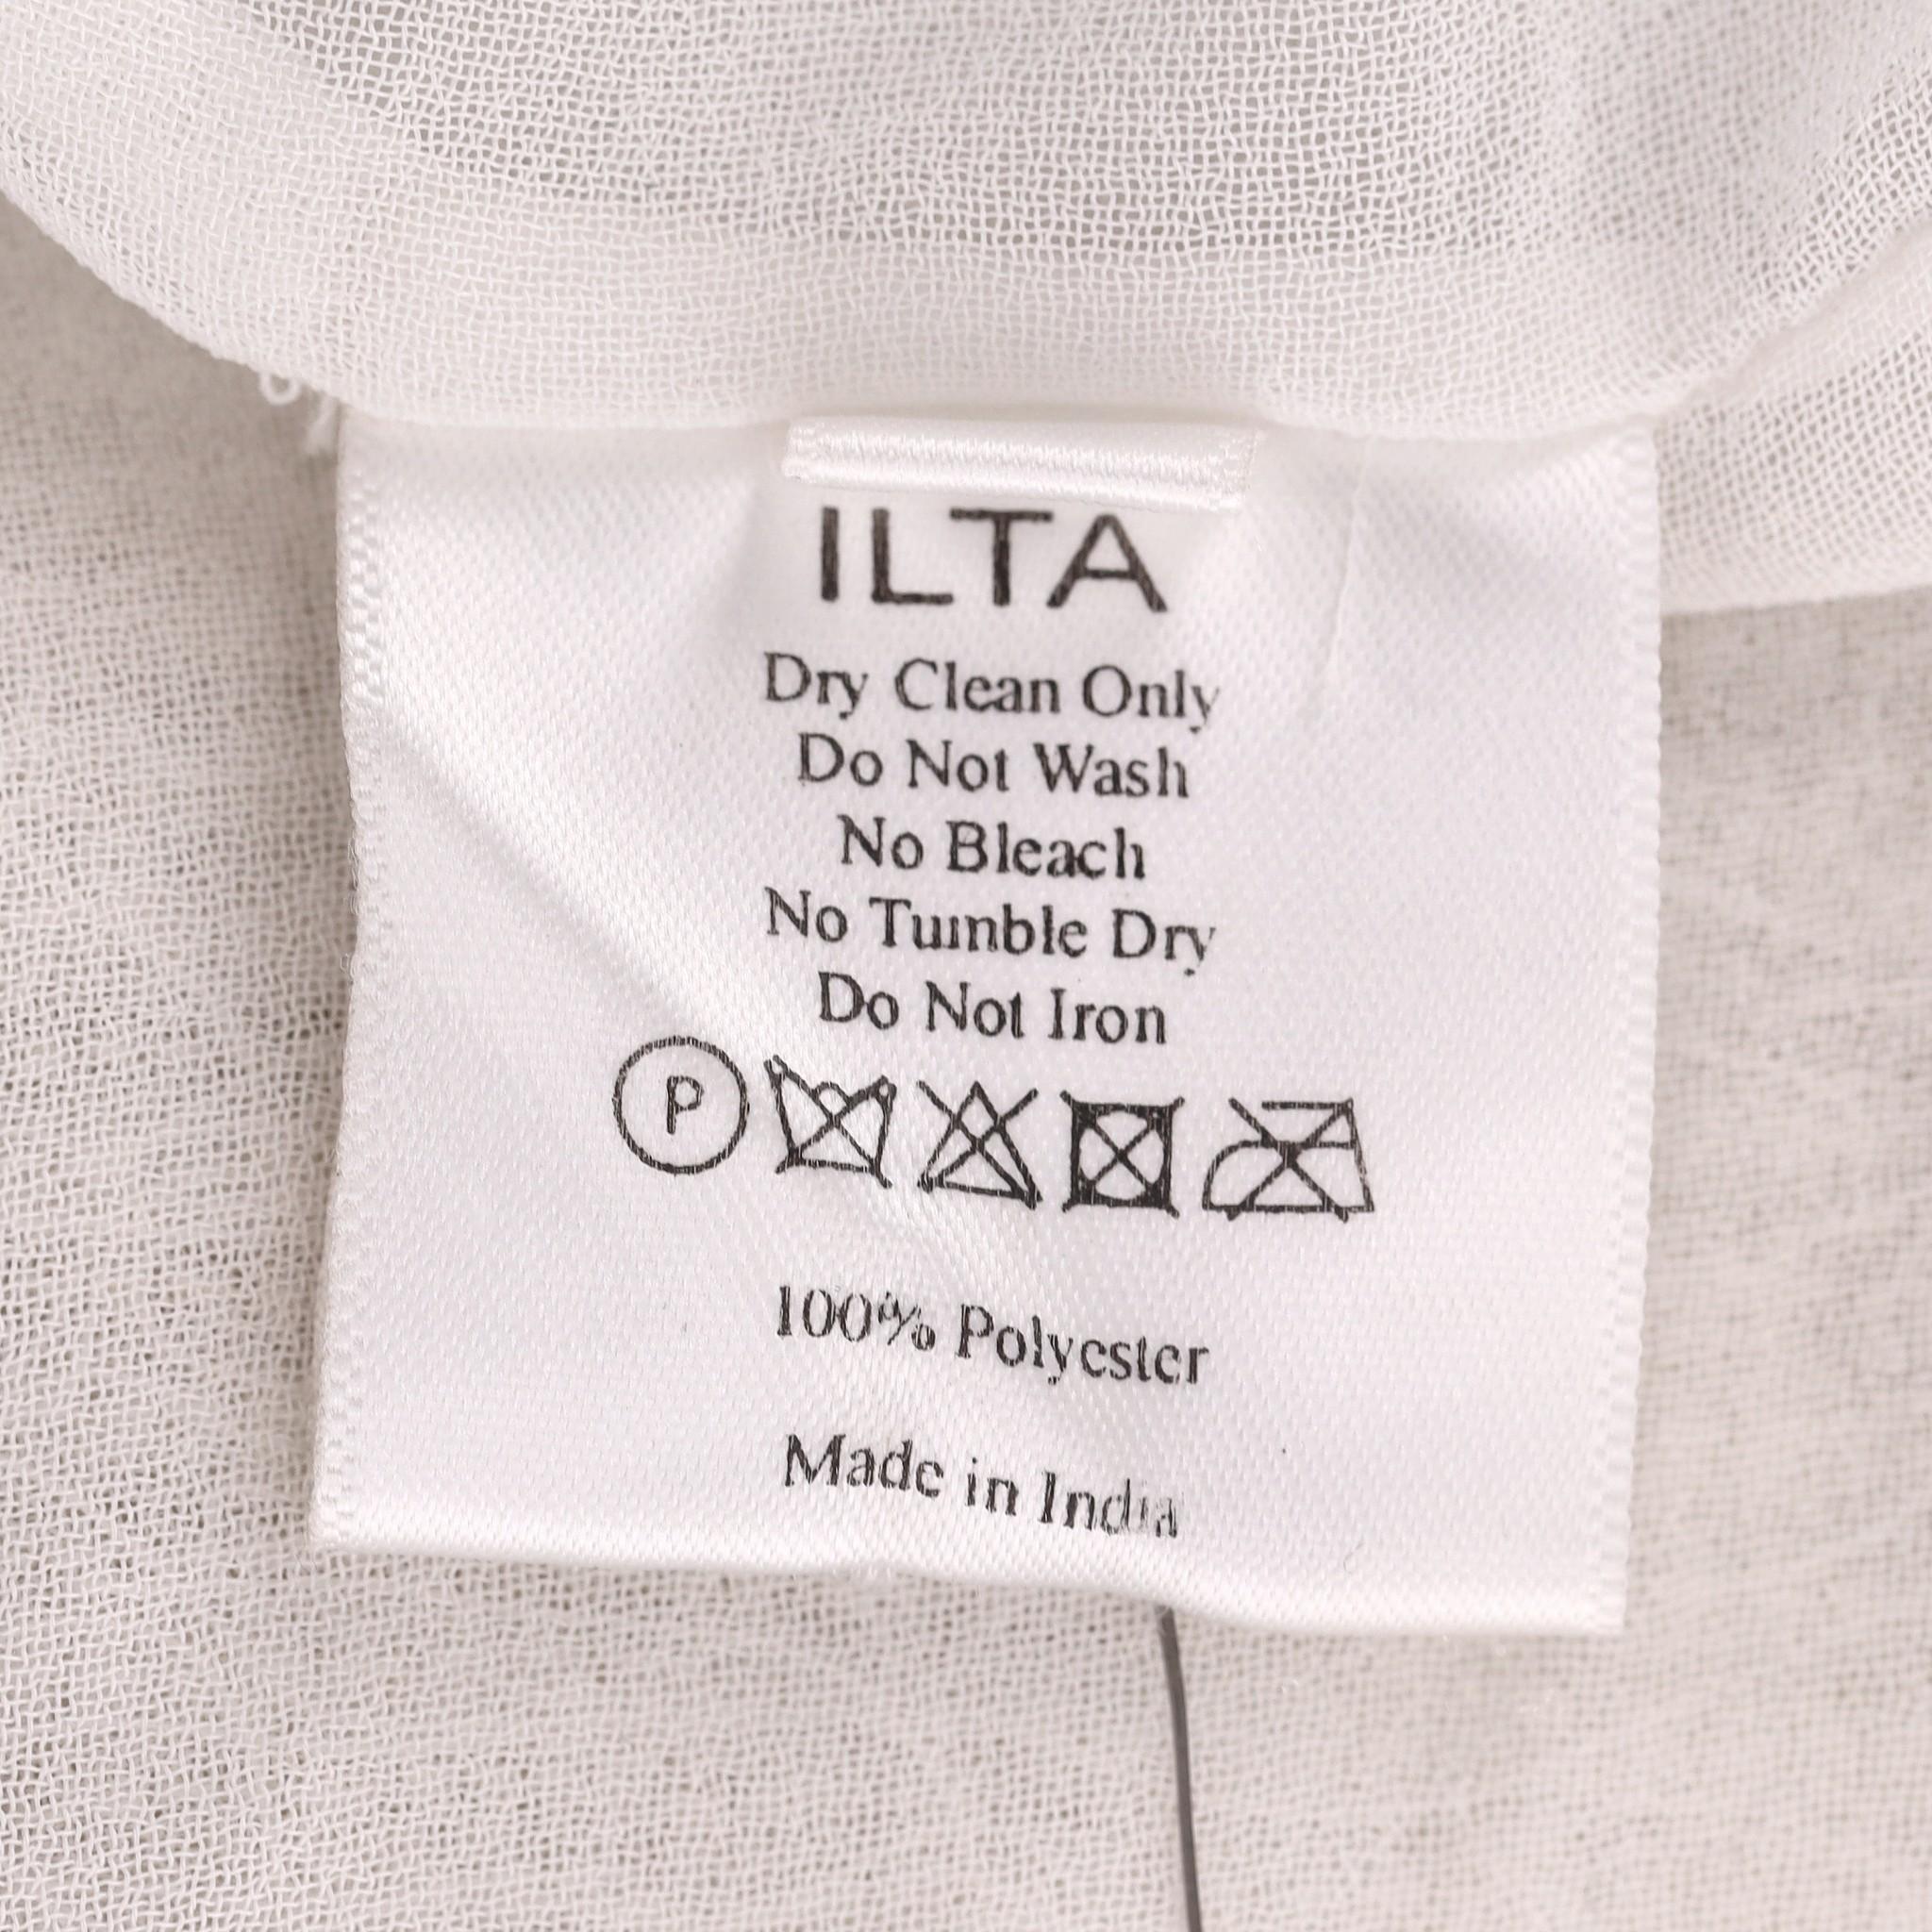 ILTA
Dry Clean Only
Do Not Wash
No Bleach
No Tumble Dry
Do Not Iron
P
100% Polyester
Made in India